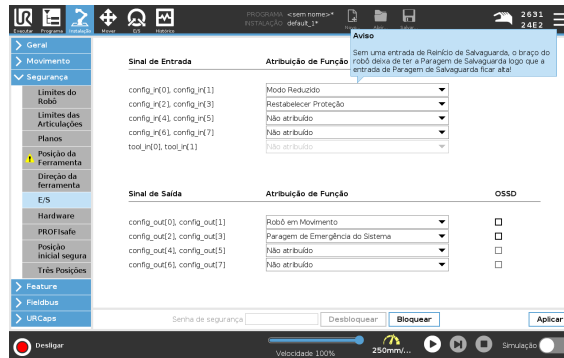 PROGRAMA <sem nome>*
INSTALAÇÃO default_1*
2631
24E2
Executar Programa Instalação Mover E/S Histórico
Aviso
Sem uma entrada de Reinício de Salvaguarda, o braço do
robô deixa de ter a Paragem de Salvaguarda logo que a
entrada de Paragem de Salvaguarda ficar alta!
Geral
Movimento
Segurança
Limites do
Robô
Limites das
Articulações
Planos
Posição da
Ferramenta
Direção da
ferramenta
E/S
Hardware
PROFIsafe
Posição
inicial segura
Três Posições
Feature
Fieldbus
URCaps
Sinal de Entrada Atribuição de Função
config_in[0], config_in[1] Modo Reduzido
config_in[2], config_in[3] Restabelecer Proteção
config_in[4], config_in[5] Não atribuído
config_in[6], config_in[7] Não atribuído
tool_in[0], tool_in[1] Não atribuído
Sinal de Saída Atribuição de Função OSSD
config_out[0], config_out[1] Robô em Movimento
config_out[2], config_out[3] Paragem de Emergência do Sistema
config_out[4], config_out[5] Não atribuído
config_out[6], config_out[7] Não atribuído
Senha de segurança Desbloquear Bloquear Aplicar
Desligar
Velocidade 100%
250mm/...
Simulação